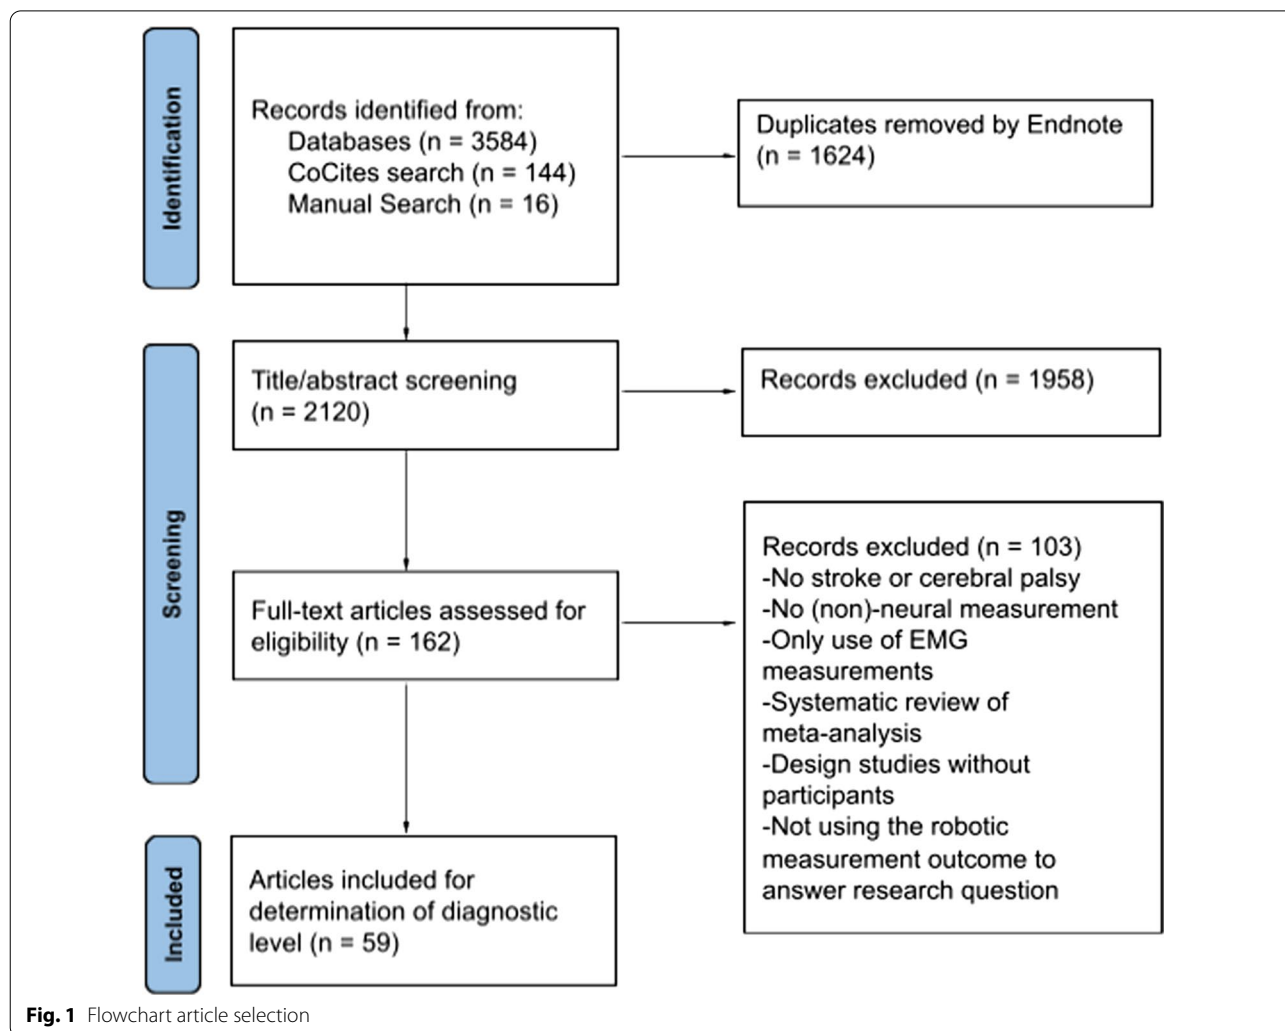 Identification
Records identified from:
Databases (n = 3584)
CoCites search (n = 144)
Manual Search (n = 16)
Duplicates removed by Endnote
(n = 1624)
Screening
Title/abstract screening
(n = 2120)
Records excluded (n = 1958)
Full-text articles assessed for
eligibility (n = 162)
Records excluded (n = 103)
-No stroke or cerebral palsy
-No (non)-neural measurement
-Only use of EMG
measurements
-Systematic review of
meta-analysis
-Design studies without
participants
-Not using the robotic
measurement outcome to
answer research question
Included
Articles included for
determination of diagnostic
level (n = 59)
Fig. 1 Flowchart article selection